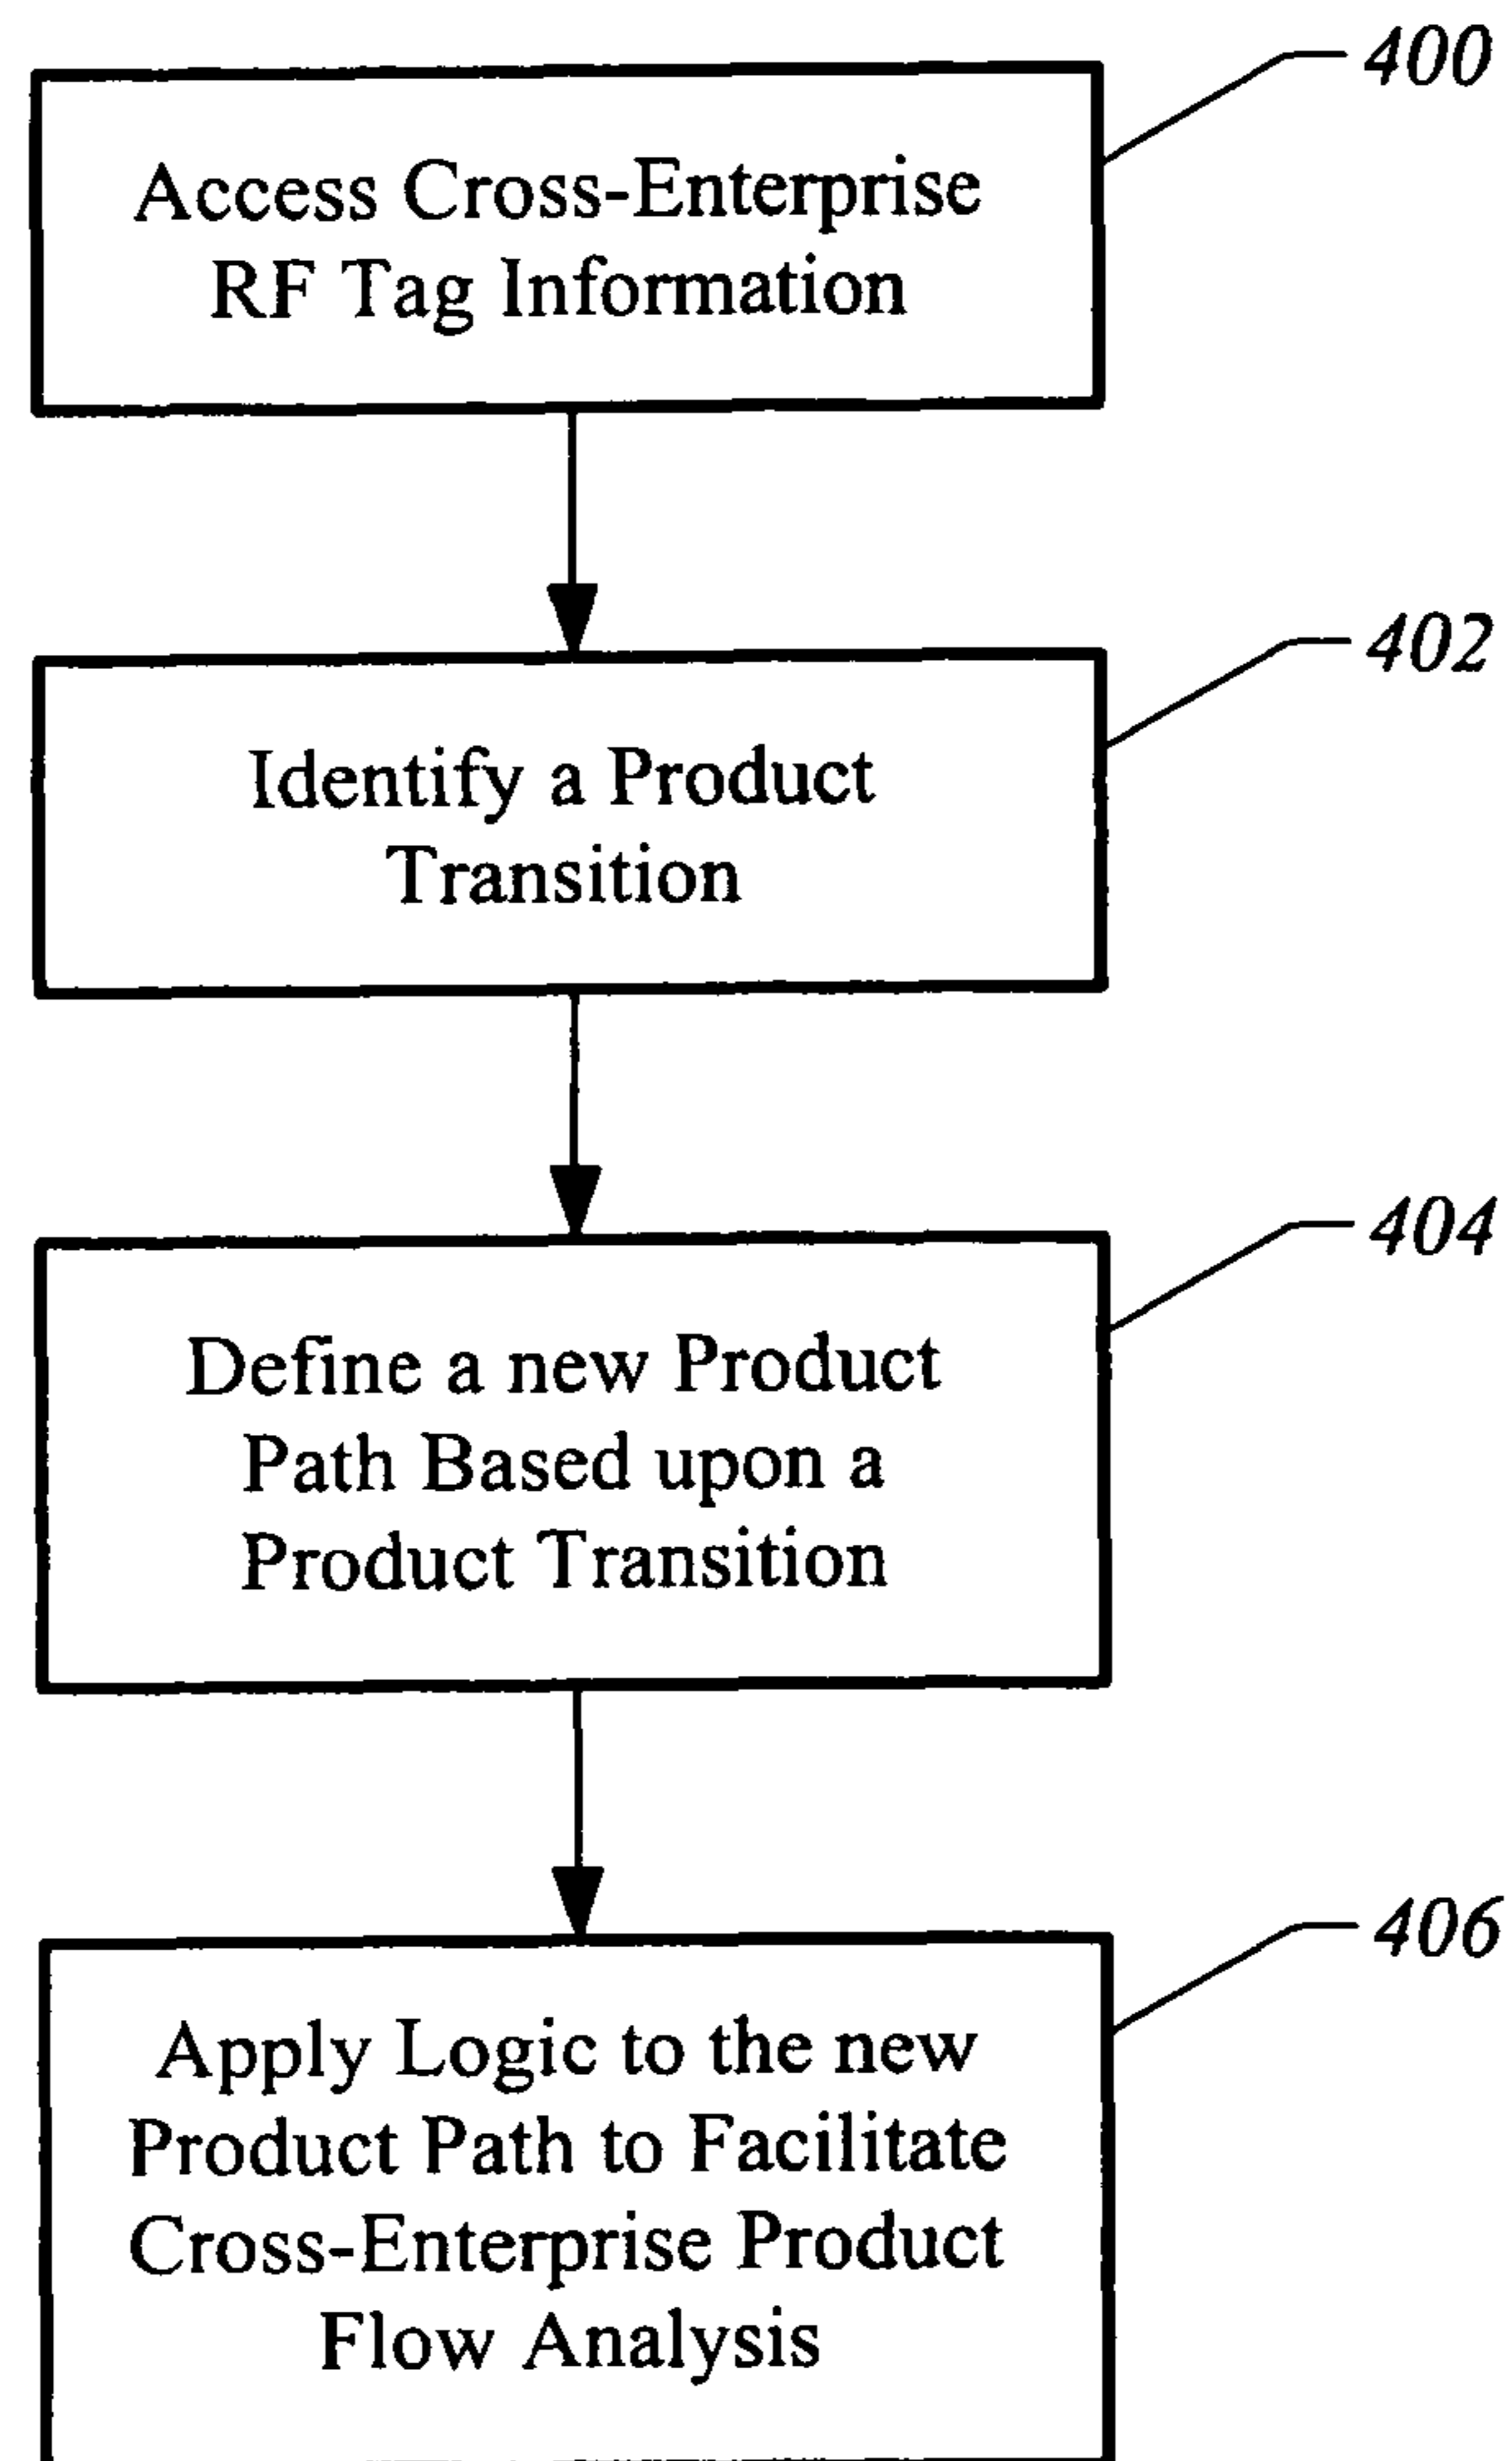 400
Access Cross-Enterprise
RF Tag Information
402
Identify a Product
Transition
404
Define a new Product
Path Based upon a
Product Transition
406
Apply Logic to the new
Product Path to Facilitate
Cross-Enterprise Product
Flow Analysis